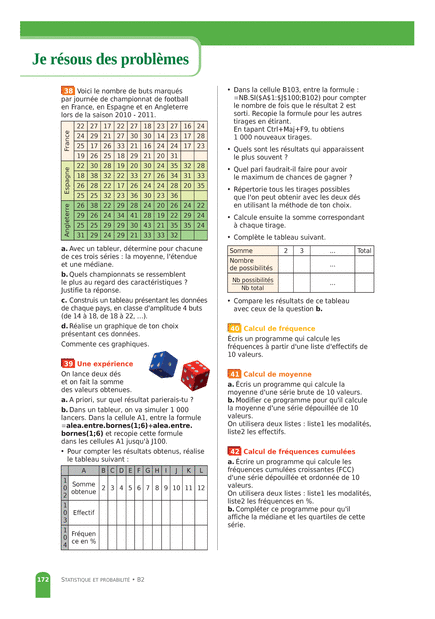 Je résous des problèmes
38 Voici le nombre de buts marqués
par journée de championnat de football
en France, en Espagne et en Angleterre
lors de la saison 2010 - 2011.
France
22 27 17 22 27 18 23 27 16 24
24 29 21 27 30 30 14 23 17 28
25 17 26 33 21 16 24 24 17 23
19 26 25 18 29 21 20 31
Espagne
22 30 28 19 20 30 24 35 32 28
18 38 32 22 33 27 26 34 31 33
26 28 22 17 26 24 24 28 20 35
25 25 32 23 23 36 30 23 36
Angleterre
26 38 22 29 28 24 20 26 24 22
29 26 24 34 41 28 19 22 29 24
25 25 29 29 30 43 21 35 35 24
31 29 24 29 21 33 33 32
a. Avec un tableur, détermine pour chacune
de ces trois séries : la moyenne, l'étendue
et une médiane.
b. Quels championnats se ressemblent
le plus au regard des caractéristiques ?
Justifie ta réponse.
c. Construis un tableau présentant les données
de chaque pays, en classe d'amplitude 4 buts
(de 14 à 18, de 18 à 22, ...).
d. Réalise un graphique de ton choix
présentant ces données.
Commente ces graphiques.
39 Une expérience
On lance deux dés
et on fait la somme
des valeurs obtenues.
a. A priori, sur quel résultat parierais-tu ?
b. Dans un tableur, on va simuler 1 000
lancers. Dans la cellule A1, entre la formule
=alea.entre.bornes(1;6)+alea.entre.
bornes(1;6) et recopie cette formule
dans les cellules A1 jusqu'à J100.
• Pour compter les résultats obtenus, réalise
le tableau suivant :
A B C D E F G H I J K L
102 Somme obtenue 2 3 4 5 6 7 8 9 10 11 12
103 Effectif
104 Fréquen ce en %
• Dans la cellule B103, entre la formule :
=NB.SI($A$1:$J$100;B102) pour compter
le nombre de fois que le résultat 2 est
sorti. Recopie la formule pour les autres
tirages en étirant.
En tapant Ctrl+Maj+F9, tu obtiens
1 000 nouveaux tirages.
• Quels sont les résultats qui apparaissent
le plus souvent ?
• Quel pari faudrait-il faire pour avoir
le maximum de chances de gagner ?
• Répertorie tous les tirages possibles
que l'on peut obtenir avec les deux dés
en utilisant la méthode de ton choix.
• Calcule ensuite la somme correspondant
à chaque tirage.
• Complète le tableau suivant.
Somme 2 3 ... Total
Nombre
de possibilités ...
Nb possibilités
Nb total ...
• Compare les résultats de ce tableau
avec ceux de la question b.
40 Calcul de fréquence
Écris un programme qui calcule les
fréquences à partir d'une liste d'effectifs de
10 valeurs.
41 Calcul de moyenne
a. Écris un programme qui calcule la
moyenne d'une série brute de 10 valeurs.
b. Modifier ce programme pour qu'il calcule
la moyenne d'une série dépouillée de 10
valeurs.
On utilisera deux listes : liste1 les modalités,
liste2 les effectifs.
42 Calcul de fréquences cumulées
a. Écrire un programme qui calcule les
fréquences cumulées croissantes (FCC)
d'une série dépouillée et ordonnée de 10
valeurs.
On utilisera deux listes : liste1 les modalités,
liste2 les fréquences en %.
b. Compléter ce programme pour qu'il
affiche la médiane et les quartiles de cette
série.
172 STATISTIQUE ET PROBABILITÉ • B2